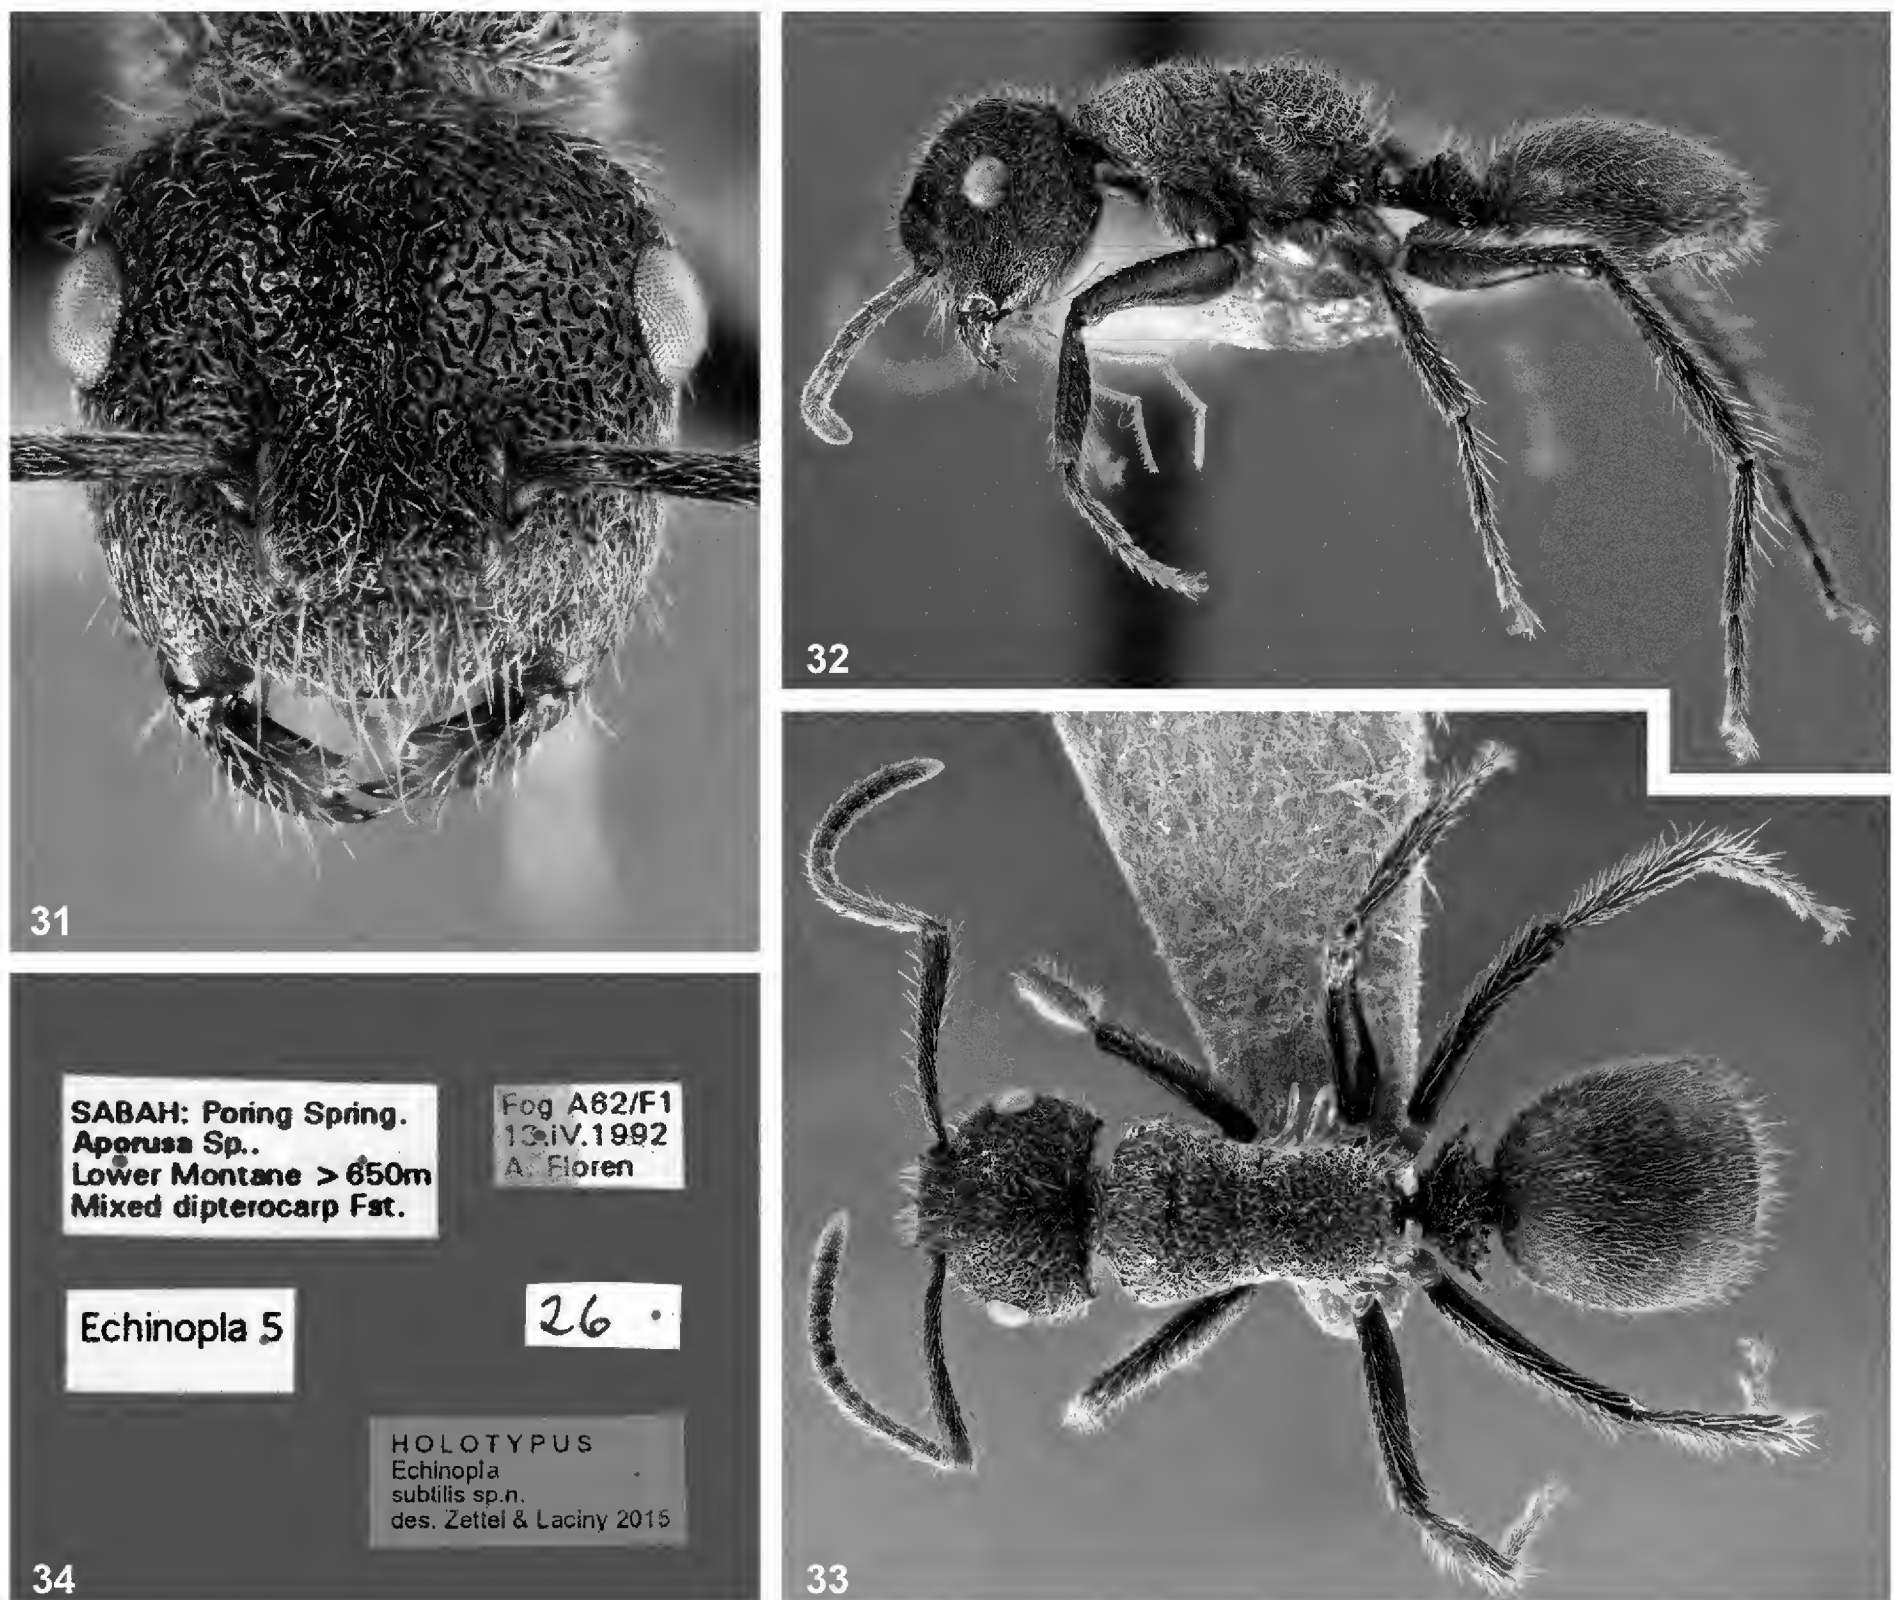 31
32
SABAH: Poring Spring.
Aporusa Sp..
Lower Montane > 650m
Mixed dipterocarp Fst.
Fog A62/F1
13.iV.1992
A. Floren
Echinopla 5
26
HOLOTYPUS
Echinopla
subtilis sp.n.
des. Zettel & Laciny 2015
34
33